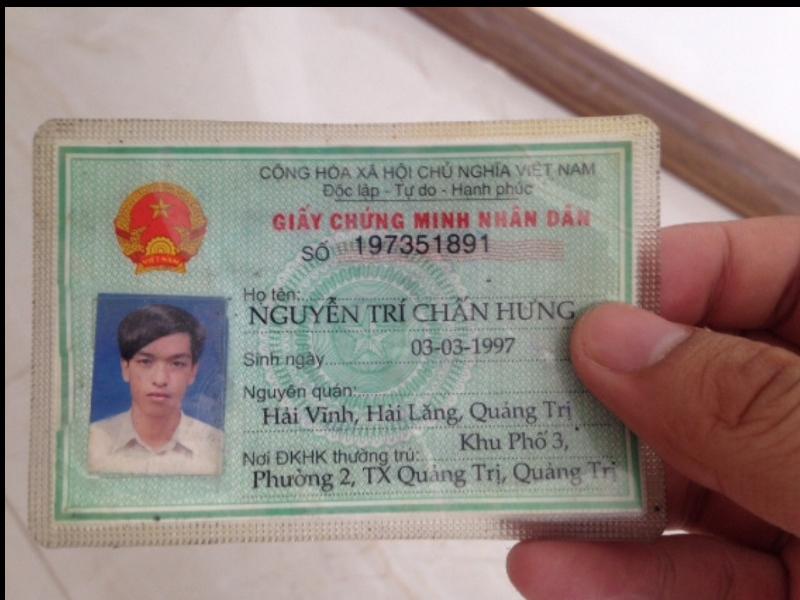 CỘNG HÒA XÃ HỘI CHỦ NGHĨA VIỆT NAM
Độc lập - Tự do - Hạnh phúc
GIẤY CHỨNG MINH NHÂN DÂN
SỐ 197351891
VIỆT NAM
Họ tên:
NGUYỄN TRÍ CHẤN HƯNG
Sinh ngày 03-03-1997
Nguyên quán:
Hải Vĩnh, Hải Lăng, Quảng Trị
Nơi ĐKHK thường trú: Khu Phố 3,
Phường 2, TX Quảng Trị, Quảng Trị